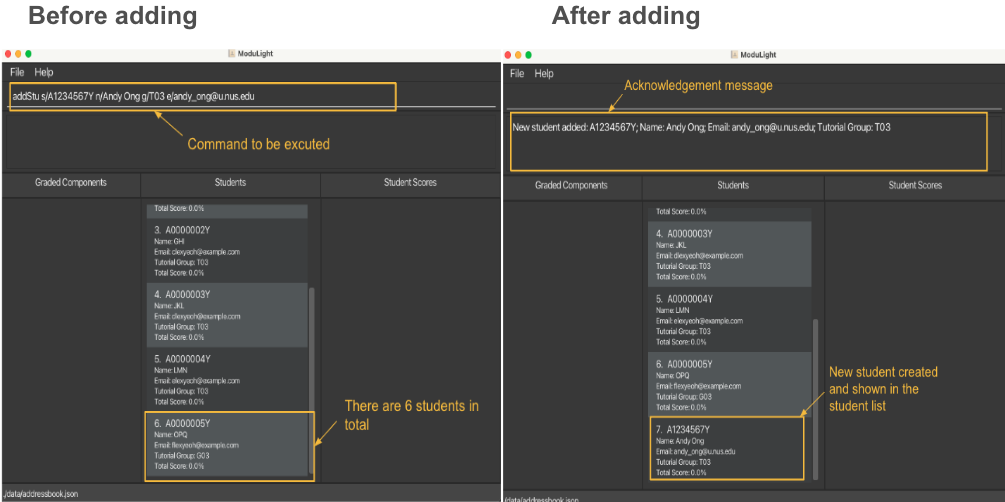 Before adding
After adding
ModuLight
File Help
addStu s/A1234567Y n/Andy Ong g/T03 e/andy_ong@u.nus.edu
Command to be excuted
Graded Components
Students
Student Scores
Total Score: 0.0%
3. A0000002Y
Name: GHI
Email: clexyeoh@example.com
Tutorial Group: T03
Total Score: 0.0%
4. A0000003Y
Name: JKL
Email: dlexyeoh@example.com
Tutorial Group: T03
Total Score: 0.0%
5. A0000004Y
Name: LMN
Email: elexyeoh@example.com
Tutorial Group: T03
Total Score: 0.0%
6. A0000005Y
Name: OPQ
Email: flexyeoh@example.com
Tutorial Group: G03
Total Score: 0.0%
There are 6 students in
total
./data/addressbook.json
ModuLight
File Help
Acknowledgement message
New student added: A1234567Y; Name: Andy Ong; Email: andy_ong@u.nus.edu; Tutorial Group: T03
Graded Components
Students
Student Scores
Total Score: 0.0%
4. A0000003Y
Name: JKL
Email: dlexyeoh@example.com
Tutorial Group: T03
Total Score: 0.0%
5. A0000004Y
Name: LMN
Email: elexyeoh@example.com
Tutorial Group: T03
Total Score: 0.0%
6. A0000005Y
Name: OPQ
Email: flexyeoh@example.com
Tutorial Group: G03
Total Score: 0.0%
7. A1234567Y
Name: Andy Ong
Email: andy_ong@u.nus.edu
Tutorial Group: T03
Total Score: 0.0%
New student created
and shown in the
student list
/data/addressbook.json